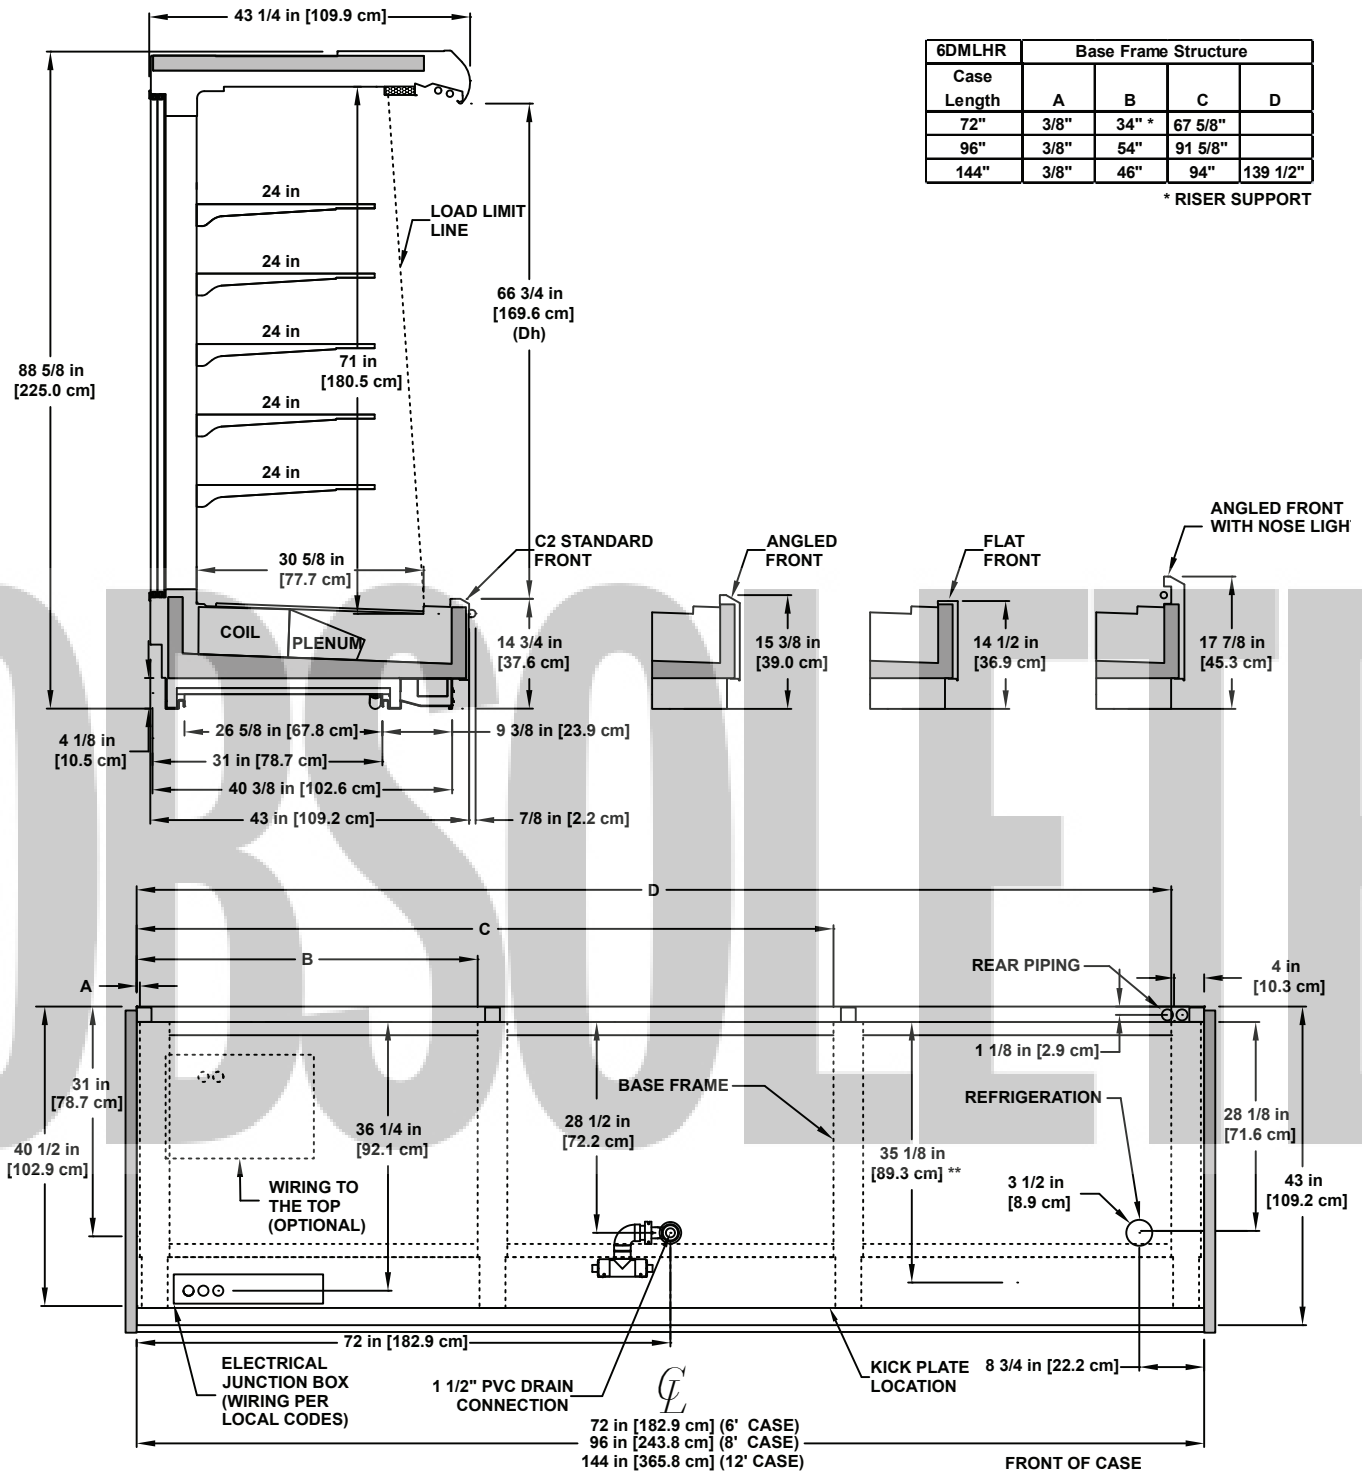 43 1/4 in [109.9 cm]
6DMLHR Base Frame Structure
Case
Length A B C D
72" 3/8" 34" * 67 5/8"
96" 3/8" 54" 91 5/8"
144" 3/8" 46" 94" 139 1/2"
* RISER SUPPORT
24 in
LOAD LIMIT
LINE
24 in
66 3/4 in
[169.6 cm]
(Dh)
24 in
88 5/8 in
[225.0 cm]
71 in
[180.5 cm]
24 in
24 in
C2 STANDARD
FRONT
ANGLED
FRONT
FLAT
FRONT
ANGLED FRONT
WITH NOSE LIGHT
30 5/8 in
[77.7 cm]
COIL
PLENUM
14 3/4 in
[37.6 cm]
15 3/8 in
[39.0 cm]
14 1/2 in
[36.9 cm]
17 7/8 in
[45.3 cm]
4 1/8 in
[10.5 cm]
26 5/8 in [67.8 cm]
9 3/8 in [23.9 cm]
31 in [78.7 cm]
40 3/8 in [102.6 cm]
43 in [109.2 cm]
7/8 in [2.2 cm]
OBSOLETE
D
C
B
A
REAR PIPING
4 in
[10.3 cm]
1 1/8 in [2.9 cm]
31 in
[78.7 cm]
BASE FRAME
REFRIGERATION
40 1/2 in
[102.9 cm]
36 1/4 in
[92.1 cm]
28 1/2 in
[72.2 cm]
35 1/8 in
[89.3 cm] **
28 1/8 in
[71.6 cm]
3 1/2 in
[8.9 cm]
43 in
[109.2 cm]
WIRING TO
THE TOP
(OPTIONAL)
72 in [182.9 cm]
ELECTRICAL
JUNCTION BOX
(WIRING PER
LOCAL CODES)
1 1/2" PVC DRAIN
CONNECTION
CL
KICK PLATE
LOCATION
8 3/4 in [22.2 cm]
72 in [182.9 cm] (6' CASE)
96 in [243.8 cm] (8' CASE)
144 in [365.8 cm] (12' CASE)
FRONT OF CASE